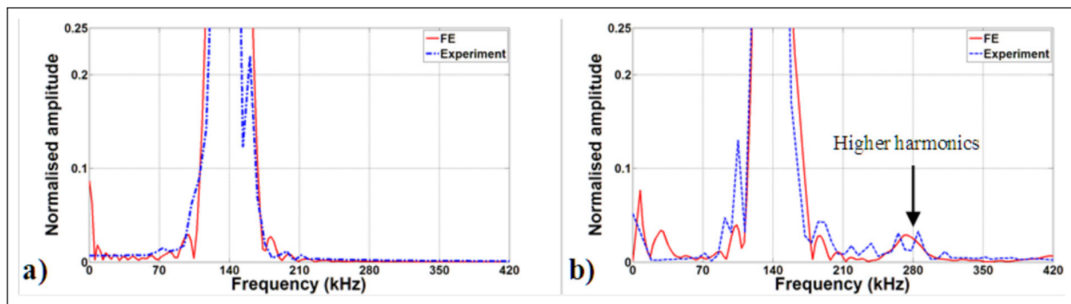 0.25
0.2
0.1
0
Normalised amplitude
FE
Experiment
a)
0 70 140 210 280 350 420
Frequency (kHz)
0.25
0.2
0.1
0
Normalised amplitude
FE
Experiment
Higher harmonics
b)
0 70 140 210 280 350 420
Frequency (kHz)